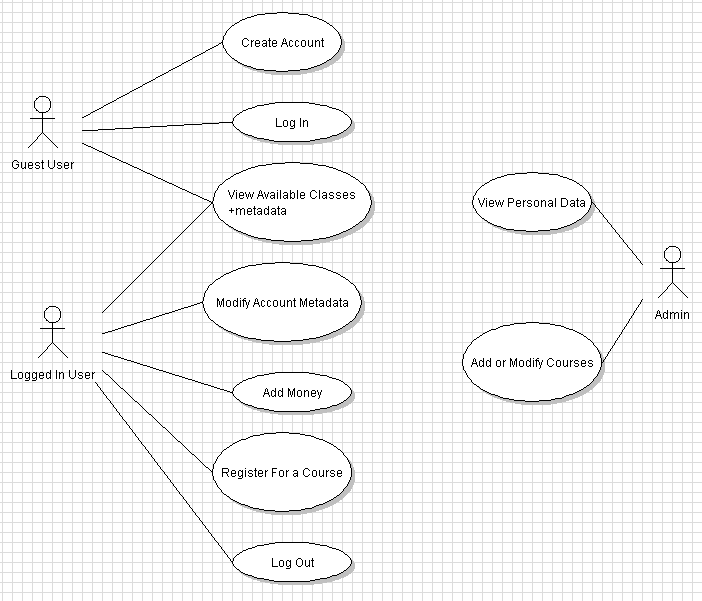 Create Account
Log In
Guest User
View Available Classes
+metadata
View Personal Data
Modify Account Metadata
Admin
Logged In User
Add or Modify Courses
Add Money
Register For a Course
Log Out